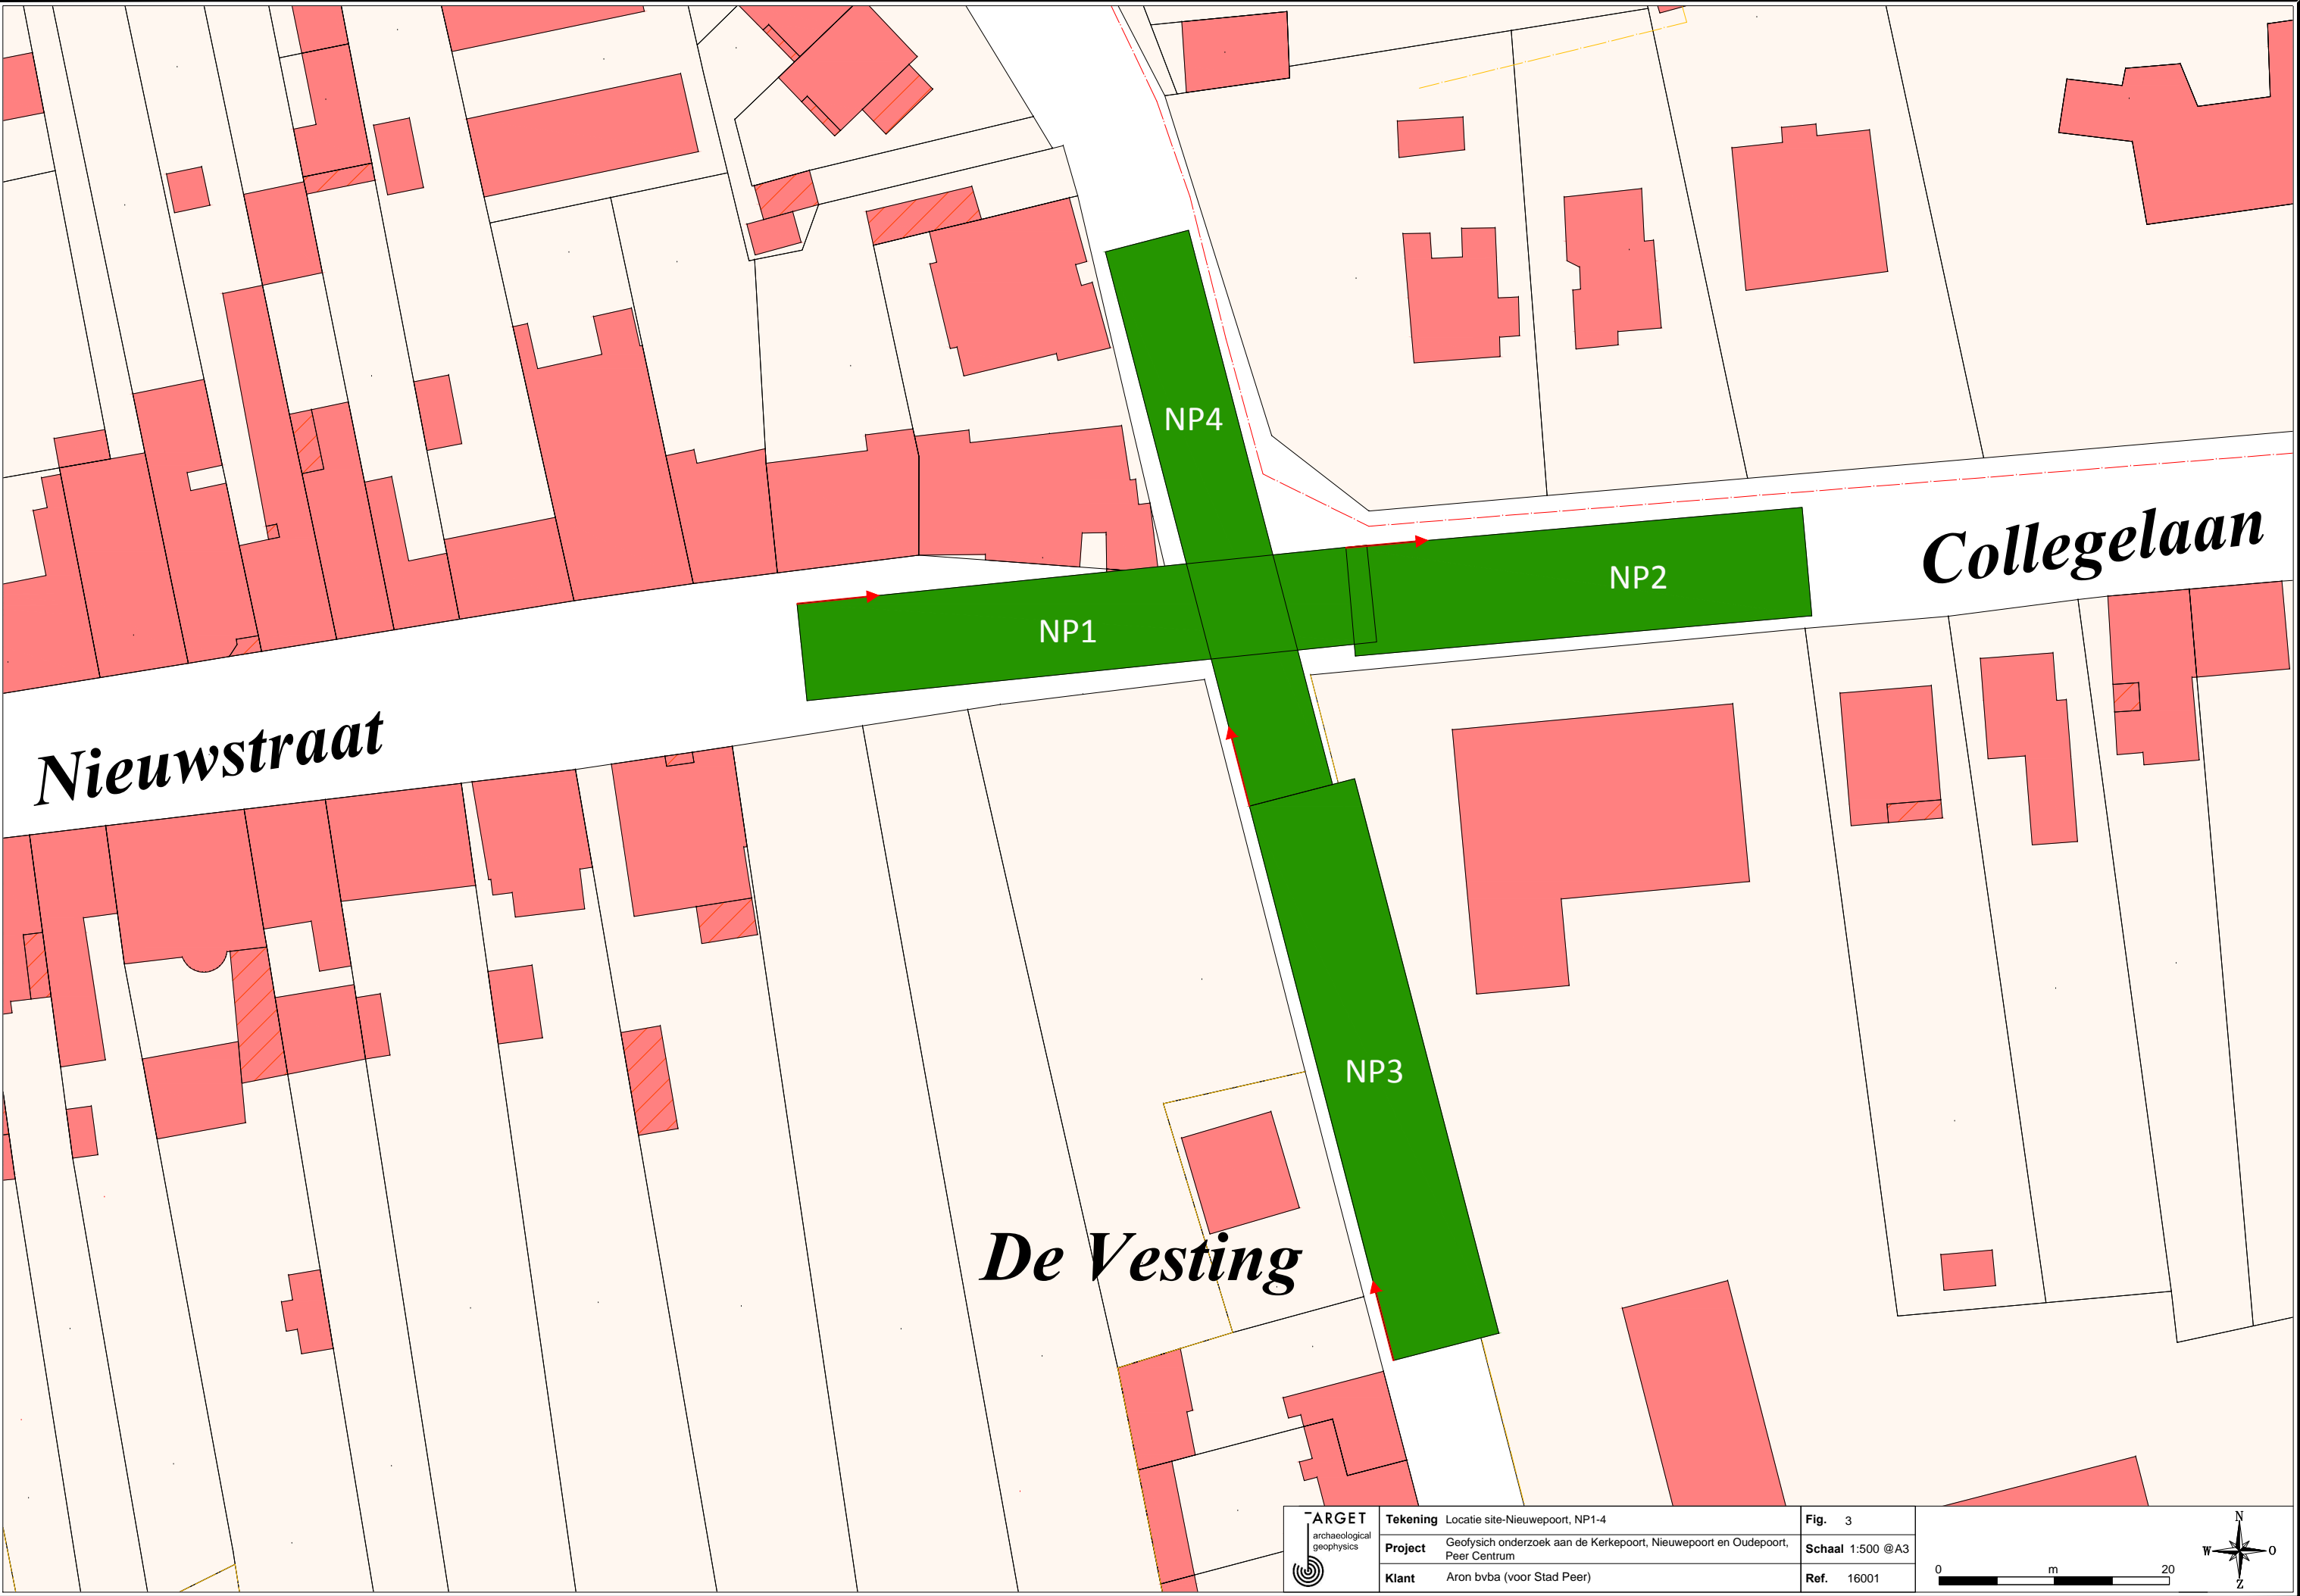 NP4
Collegelaan
NP2
NP1
Nieuwstraat
NP3
De Vesting
TARGET
archaeological
geophysics
Tekening Locatie site-Nieuwepoort, NP1-4
Project Geofysich onderzoek aan de Kerkepoort, Nieuwepoort en Oudepoort,
Peer Centrum
Klant Aron bvba (voor Stad Peer)
Fig. 3
Schaal 1:500 @A3
Ref. 16001
0 m 20
N
W O
Z